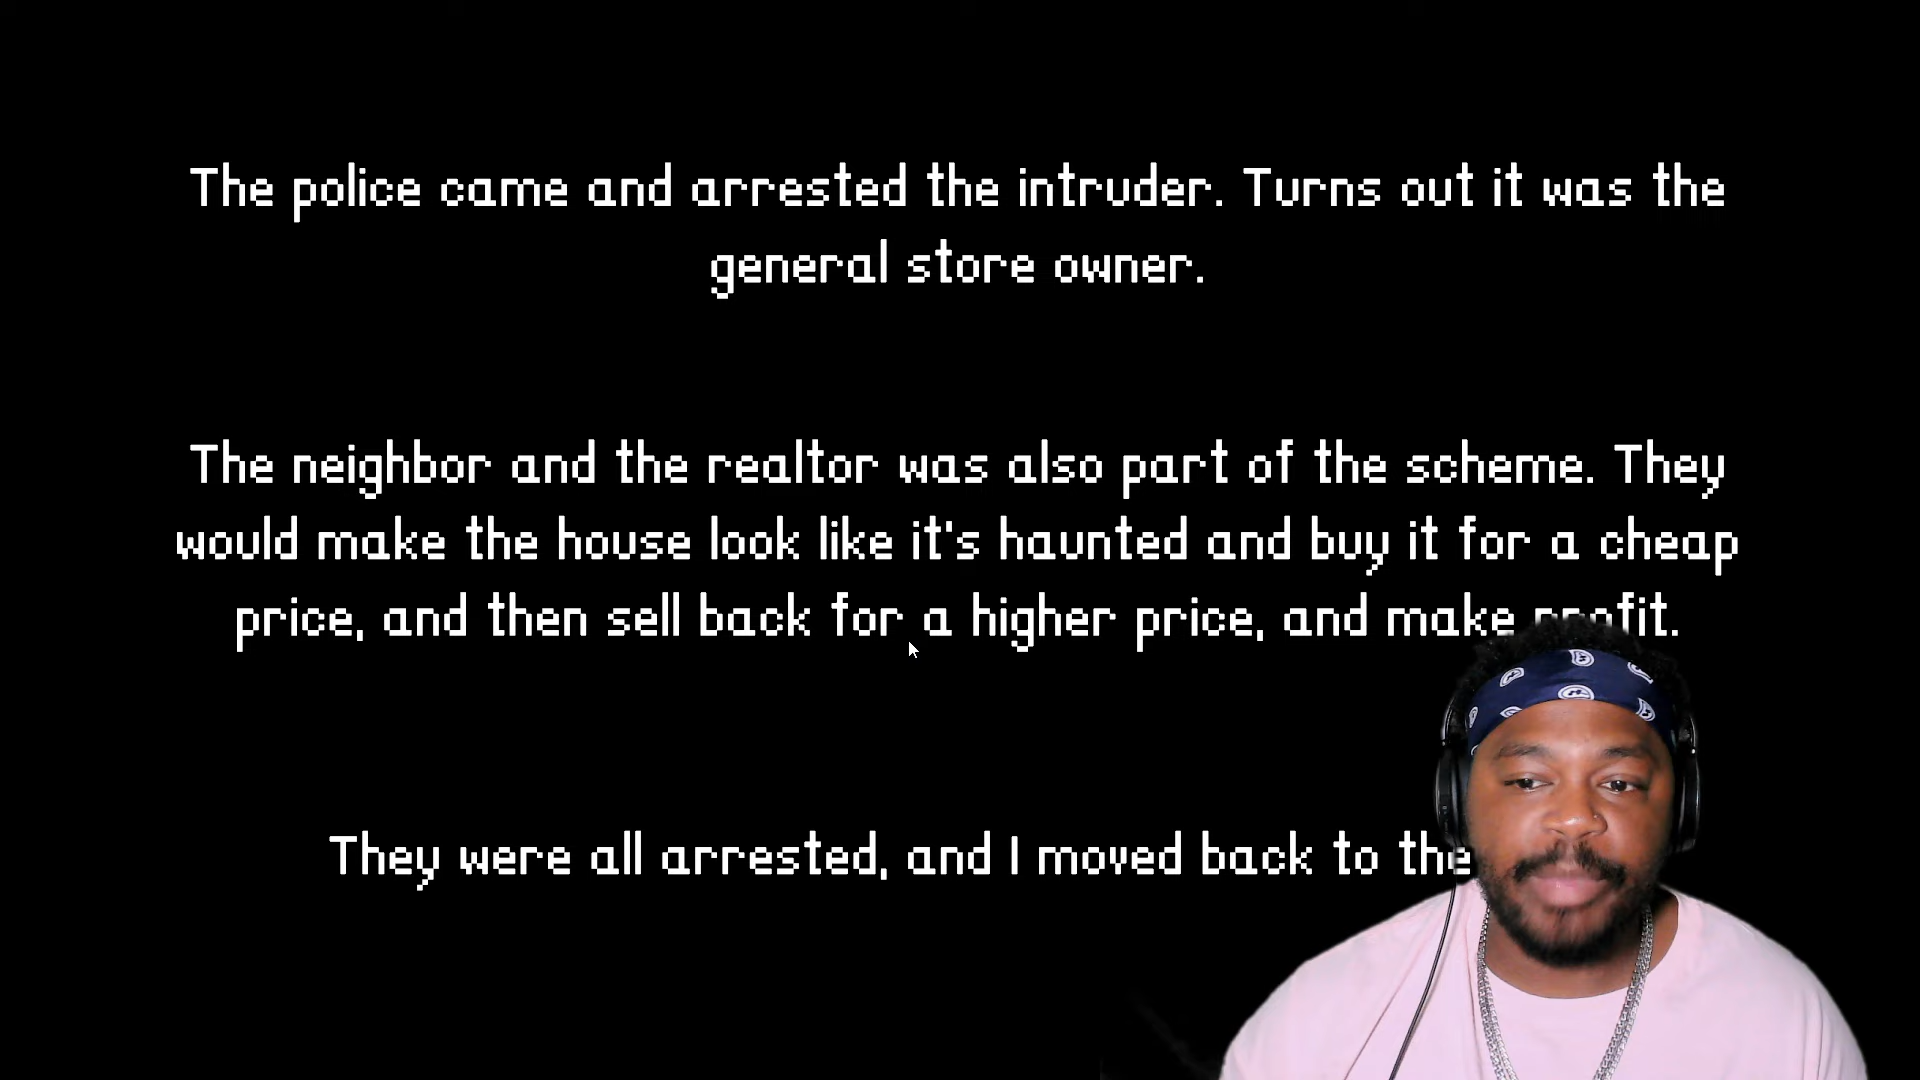 The police came and arrested the intruder. Turns out it was the
general store owner.
The neighbor and the realtor was also part of the scheme. They
would make the house look like it's haunted and buy it for a cheap
price, and then sell back for a higher price, and make profit.
They were all arrested, and I moved back to the